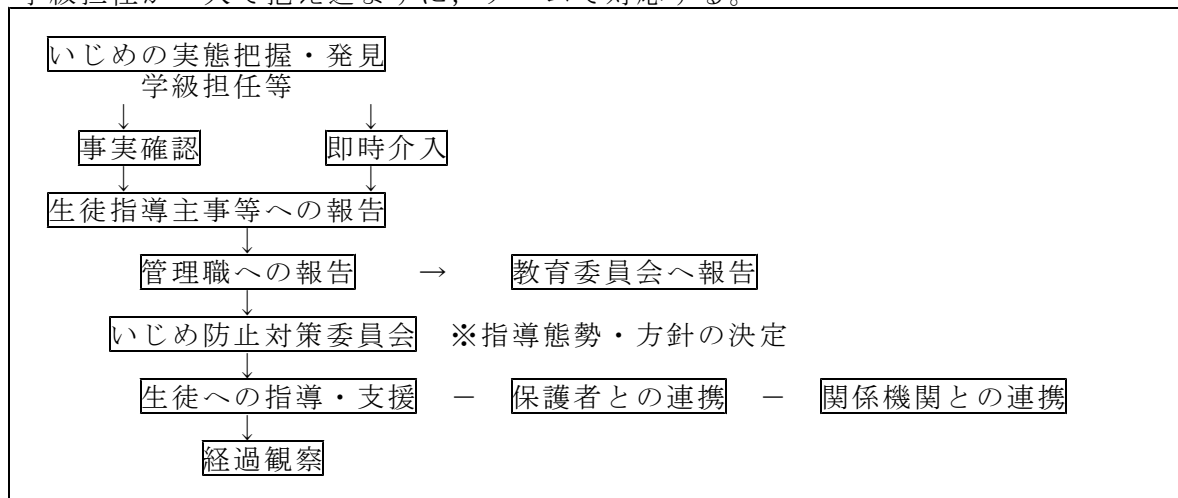 いじめの実態把握・発見
学級担任等
↓ ↓
事実確認 即時介入
↓ ↓
生徒指導主事等への報告
↓
管理職への報告 → 教育委員会へ報告
↓
いじめ防止対策委員会 ※指導態勢・方針の決定
↓
生徒への指導・支援 － 保護者との連携 － 関係機関との連携
↓
経過観察